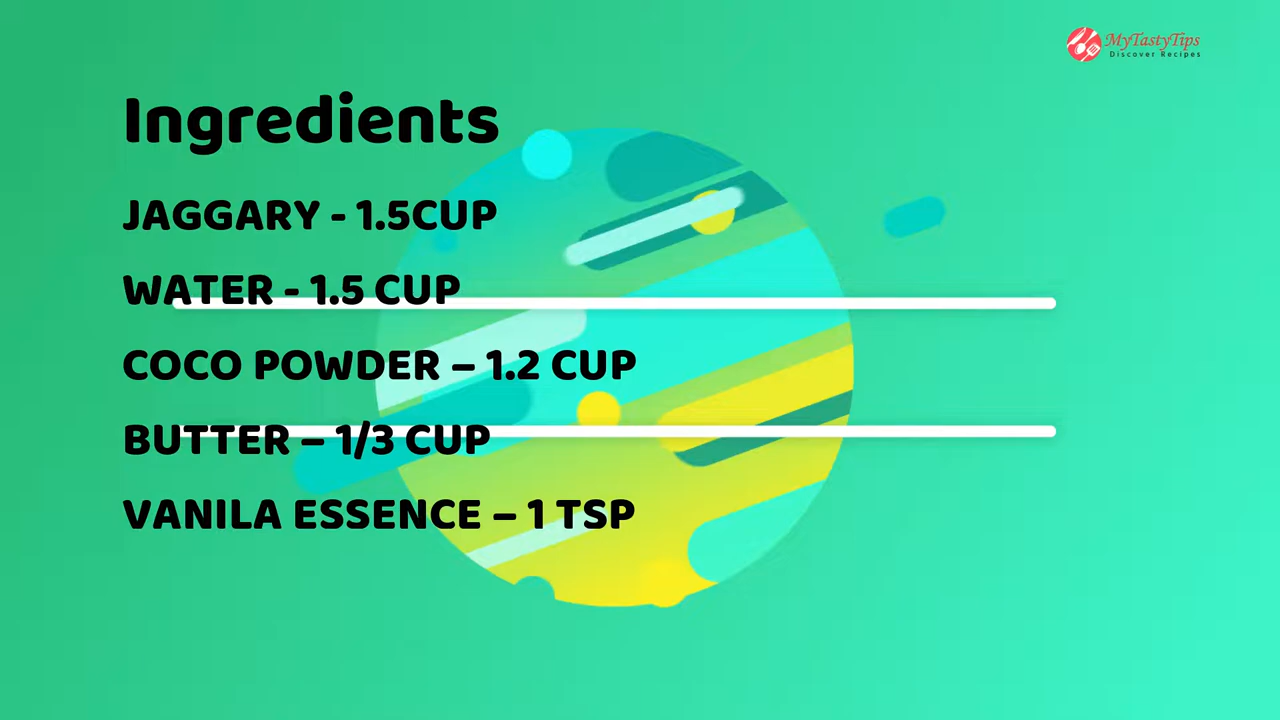 MyTastyTips
Discover Recipes
Ingredients
JAGGARY - 1.5CUP
WATER - 1.5 CUP
COCO POWDER – 1.2 CUP
BUTTER – 1/3 CUP
VANILA ESSENCE – 1 TSP